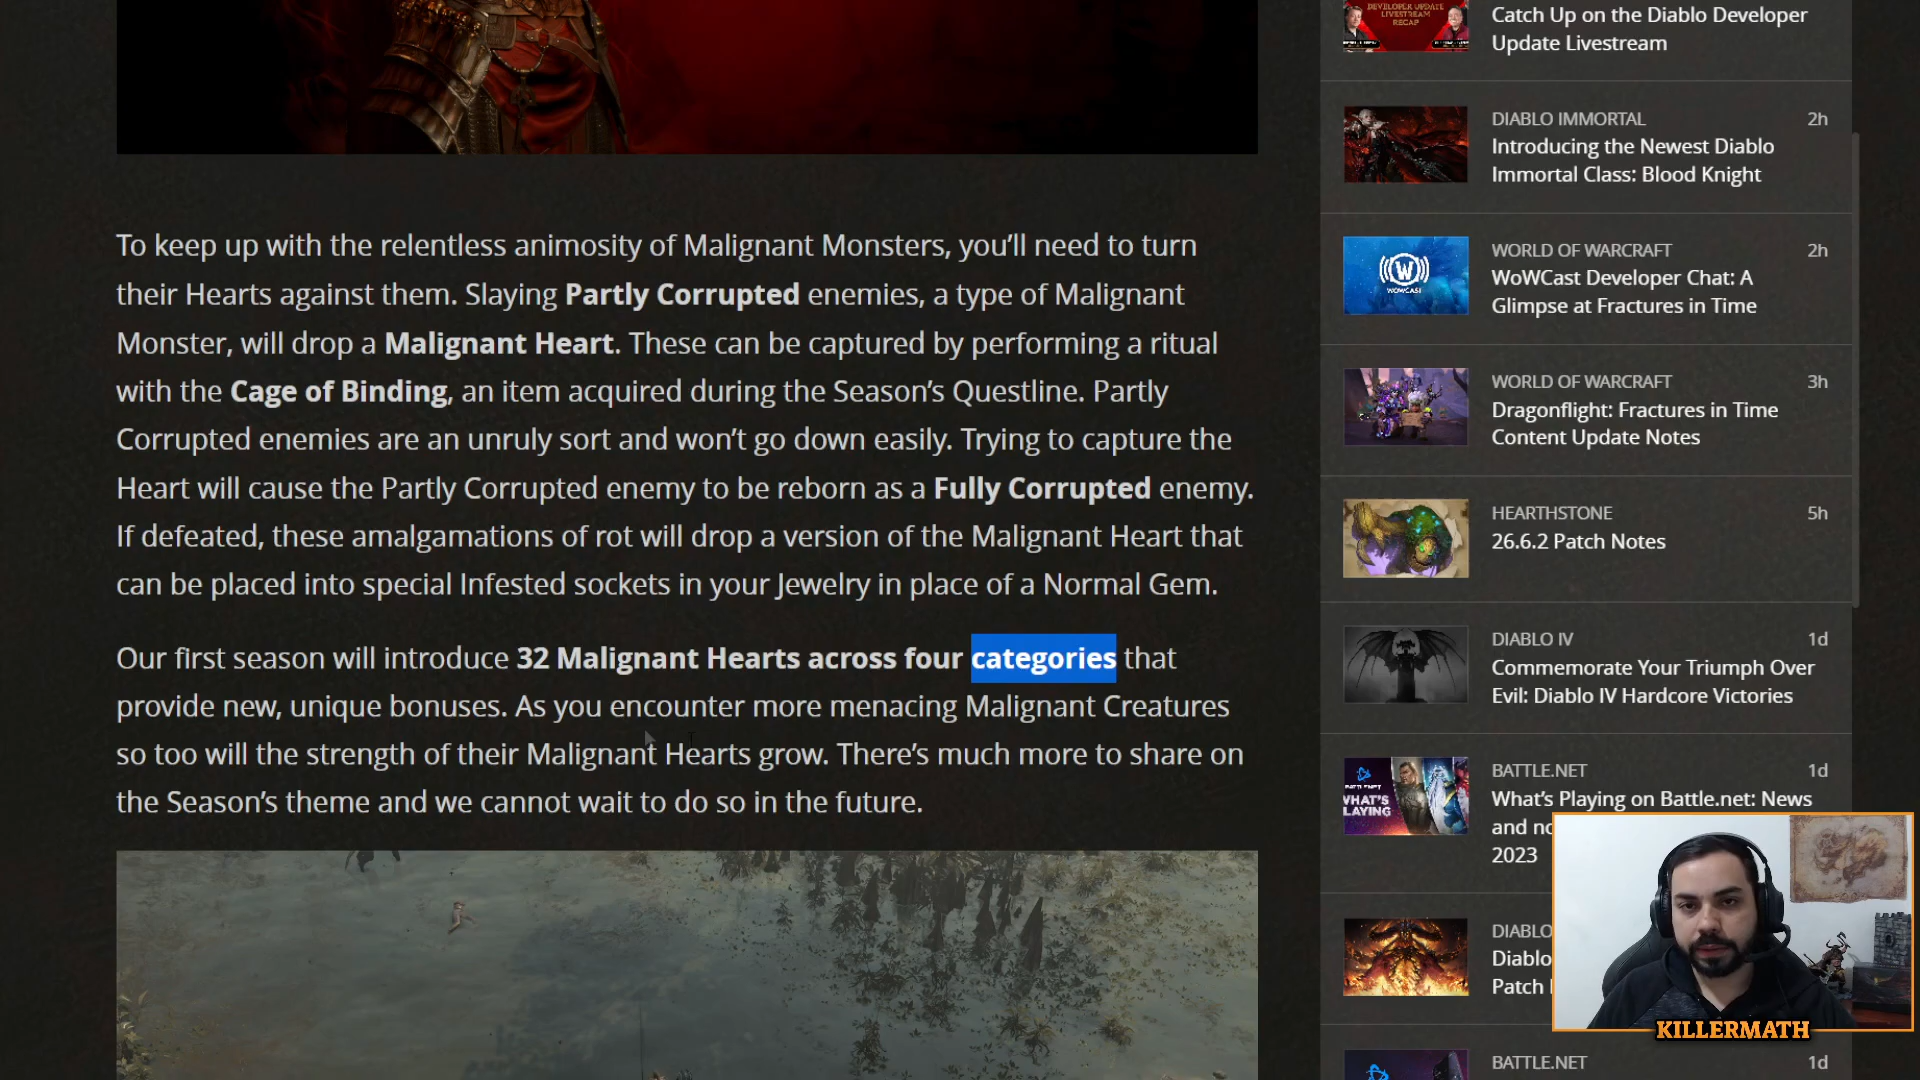 To keep up with the relentless animosity of Malignant Monsters, you’ll need to turn
their Hearts against them. Slaying Partly Corrupted enemies, a type of Malignant
Monster, will drop a Malignant Heart. These can be captured by performing a ritual
with the Cage of Binding, an item acquired during the Season’s Questline. Partly
Corrupted enemies are an unruly sort and won’t go down easily. Trying to capture the
Heart will cause the Partly Corrupted enemy to be reborn as a Fully Corrupted enemy.
If defeated, these amalgamations of rot will drop a version of the Malignant Heart that
can be placed into special Infested sockets in your Jewelry in place of a Normal Gem.
Our first season will introduce 32 Malignant Hearts across four categories that
provide new, unique bonuses. As you encounter more menacing Malignant Creatures
so too will the strength of their Malignant Hearts grow. There’s much more to share on
the Season’s theme and we cannot wait to do so in the future.
DEVELOPER UPDATE
LIVESTREAM
RECAP
Catch Up on the Diablo Developer
Update Livestream
DIABLO IMMORTAL 2h
Introducing the Newest Diablo
Immortal Class: Blood Knight
WOWCAST
WORLD OF WARCRAFT 2h
WoWCast Developer Chat: A
Glimpse at Fractures in Time
WORLD OF WARCRAFT 3h
Dragonflight: Fractures in Time
Content Update Notes
HEARTHSTONE 5h
26.6.2 Patch Notes
DIABLO IV 1d
Commemorate Your Triumph Over
Evil: Diablo IV Hardcore Victories
WHAT'S
PLAYING
BATTLE.NET 1d
What’s Playing on Battle.net: News
and
2023
DIABLO
Diablo
Patch
KILLERMATH
BATTLE.NET 1d